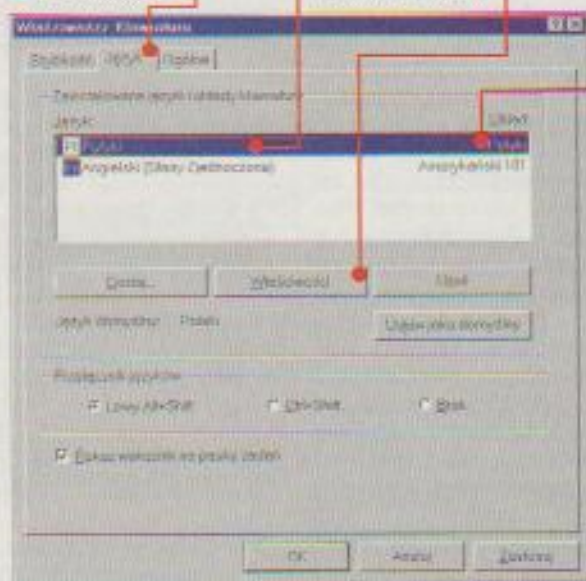 Właściwości: Klawiatura
Szybkość Język Ogólne
Zainstalowane języki i układy klawiatury
Język: Układ:
Polski Polski
Angielski (Stany Zjednoczone) Amerykański 101
Dodaj... Właściwości Usuń
Język domyślny: Polski Ustaw jako domyślny
Przełącznik języków
Lewy Alt+Shift Ctrl+Shift Brak
Pokaż wskaźnik na pasku zadań
OK Anuluj Zastosuj